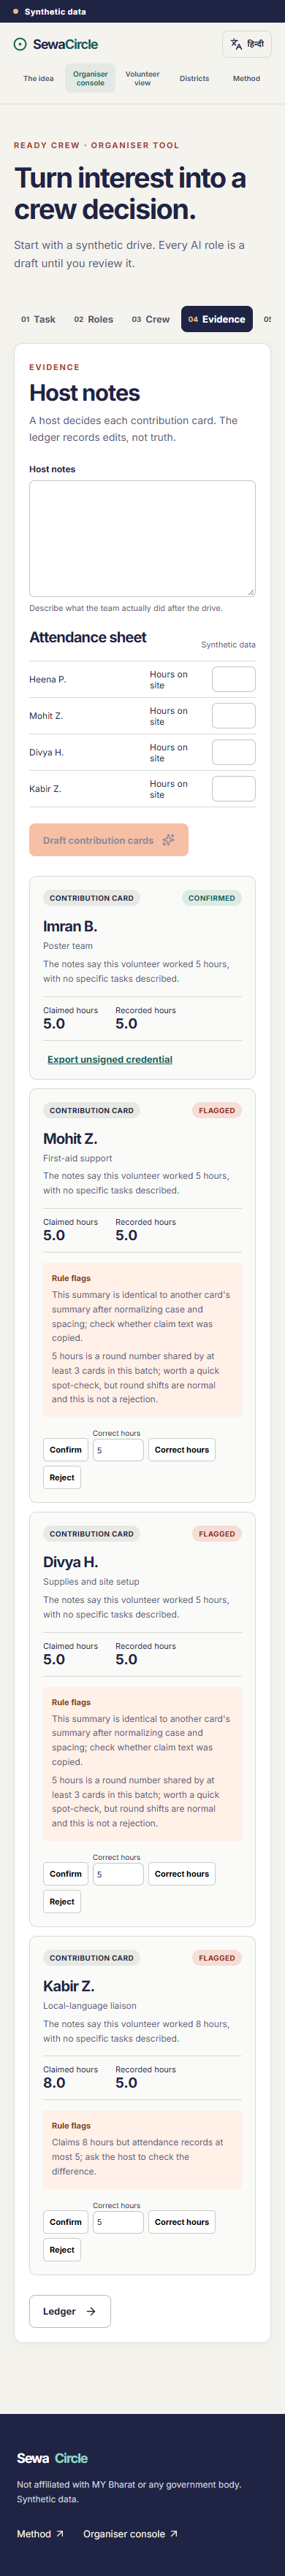 Synthetic data
SewaCircle
हिन्दी
The idea
Organiser
console
Volunteer
view
Districts
Method
READY CREW · ORGANISER TOOL
Turn interest into a
crew decision.
Start with a synthetic drive. Every AI role is a
draft until you review it.
01 Task
02 Roles
03 Crew
04 Evidence
05
EVIDENCE
Host notes
A host decides each contribution card. The
ledger records edits, not truth.
Host notes
Describe what the team actually did after the drive.
Attendance sheet
Synthetic data
Heena P.
Hours on
site
Mohit Z.
Hours on
site
Divya H.
Hours on
site
Kabir Z.
Hours on
site
Draft contribution cards
CONTRIBUTION CARD
CONFIRMED
Imran B.
Poster team
The notes say this volunteer worked 5 hours,
with no specific tasks described.
Claimed hours
Recorded hours
5.0
5.0
Export unsigned credential
CONTRIBUTION CARD
FLAGGED
Mohit Z.
First-aid support
The notes say this volunteer worked 5 hours,
with no specific tasks described.
Claimed hours
Recorded hours
5.0
5.0
Rule flags
This summary is identical to another card's
summary after normalizing case and
spacing; check whether claim text was
copied.
5 hours is a round number shared by at
least 3 cards in this batch; worth a quick
spot-check, but round shifts are normal
and this is not a rejection.
Correct hours
Confirm
5
Correct hours
Reject
CONTRIBUTION CARD
FLAGGED
Divya H.
Supplies and site setup
The notes say this volunteer worked 5 hours,
with no specific tasks described.
Claimed hours
Recorded hours
5.0
5.0
Rule flags
This summary is identical to another card's
summary after normalizing case and
spacing; check whether claim text was
copied.
5 hours is a round number shared by at
least 3 cards in this batch; worth a quick
spot-check, but round shifts are normal
and this is not a rejection.
Correct hours
Confirm
5
Correct hours
Reject
CONTRIBUTION CARD
FLAGGED
Kabir Z.
Local-language liaison
The notes say this volunteer worked 8 hours,
with no specific tasks described.
Claimed hours
Recorded hours
8.0
5.0
Rule flags
Claims 8 hours but attendance records at
most 5; ask the host to check the
difference.
Correct hours
Confirm
5
Correct hours
Reject
Ledger
Sewa Circle
Not affiliated with MY Bharat or any government body.
Synthetic data.
Method
Organiser console